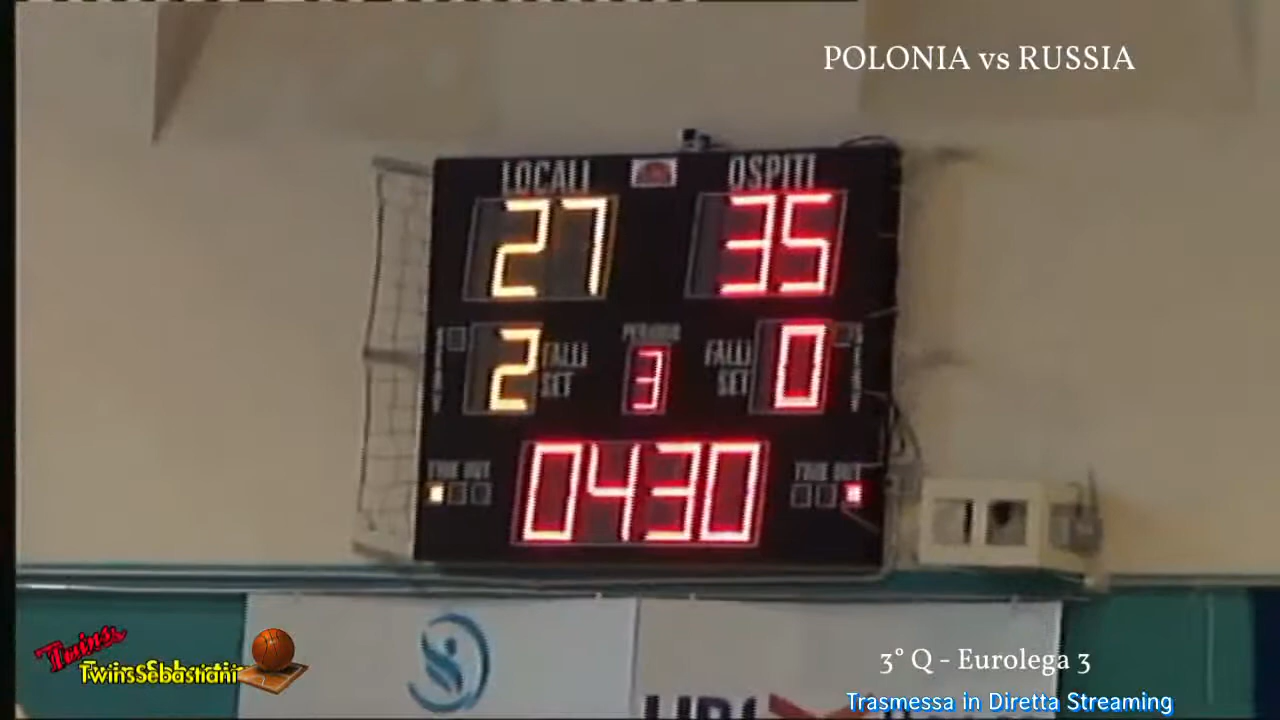 POLONIA vs RUSSIA
LOCALI OSPITI
27 35
PERIODO
2 FALLI SET 3 FALLI SET 0
TIME OUT 0430 TIME OUT
Twins
TwinsSebastiani
3° Q - Eurolega 3
Trasmessa in Diretta Streaming